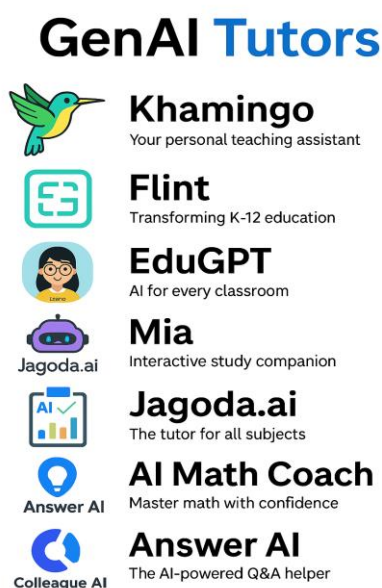 GenAI Tutors
Khamingo
Your personal teaching assistant
Flint
Transforming K-12 education
EduGPT
AI for every classroom
Mia
Interactive study companion
Jagoda.ai
Jagoda.ai
The tutor for all subjects
AI
AI Math Coach
Master math with confidence
Answer AI
Answer AI
The AI-powered Q&A helper
Colleague AI